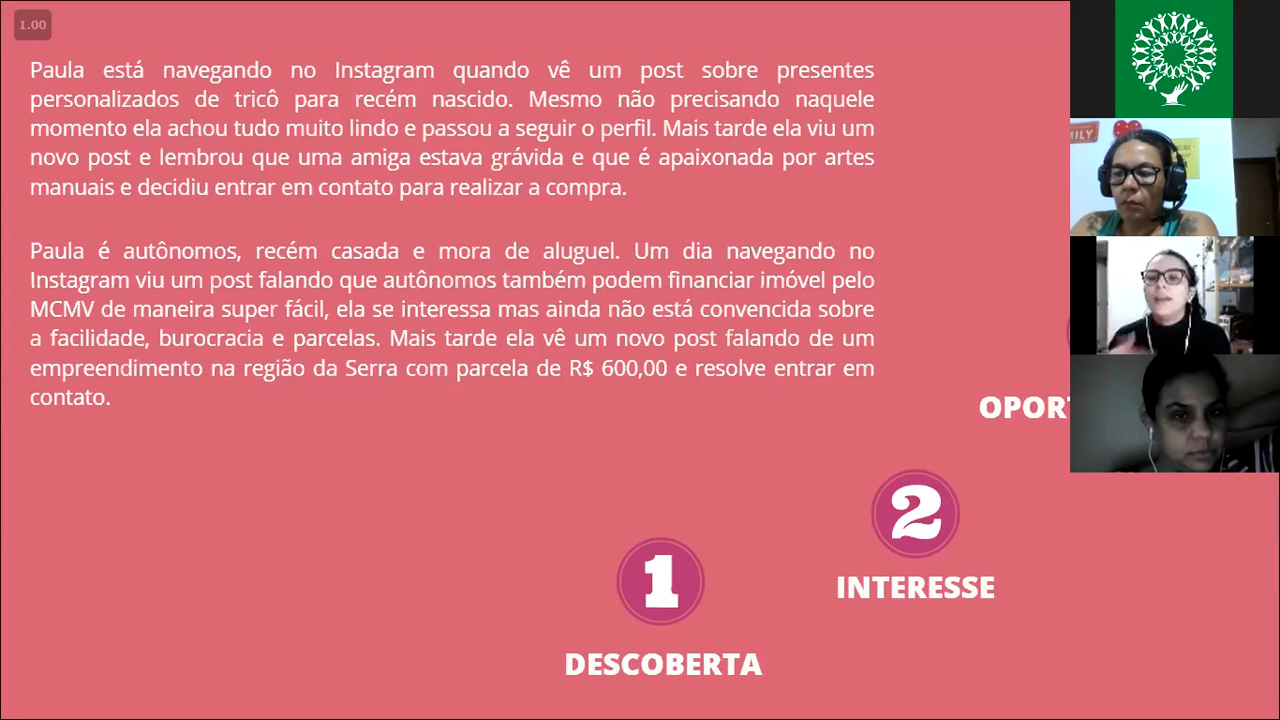 1.00
Paula está navegando no Instagram quando vê um post sobre presentes
personalizados de tricô para recém nascido. Mesmo não precisando naquele
momento ela achou tudo muito lindo e passou a seguir o perfil. Mais tarde ela viu um
novo post e lembrou que uma amiga estava grávida e que é apaixonada por artes
manuais e decidiu entrar em contato para realizar a compra.
Paula é autônomos, recém casada e mora de aluguel. Um dia navegando no
Instagram viu um post falando que autônomos também podem financiar imóvel pelo
MCMV de maneira super fácil, ela se interessa mas ainda não está convencida sobre
a facilidade, burocracia e parcelas. Mais tarde ela vê um novo post falando de um
empreendimento na região da Serra com parcela de R$ 600,00 e resolve entrar em
contato.
OPORT
2
INTERESSE
1
DESCOBERTA